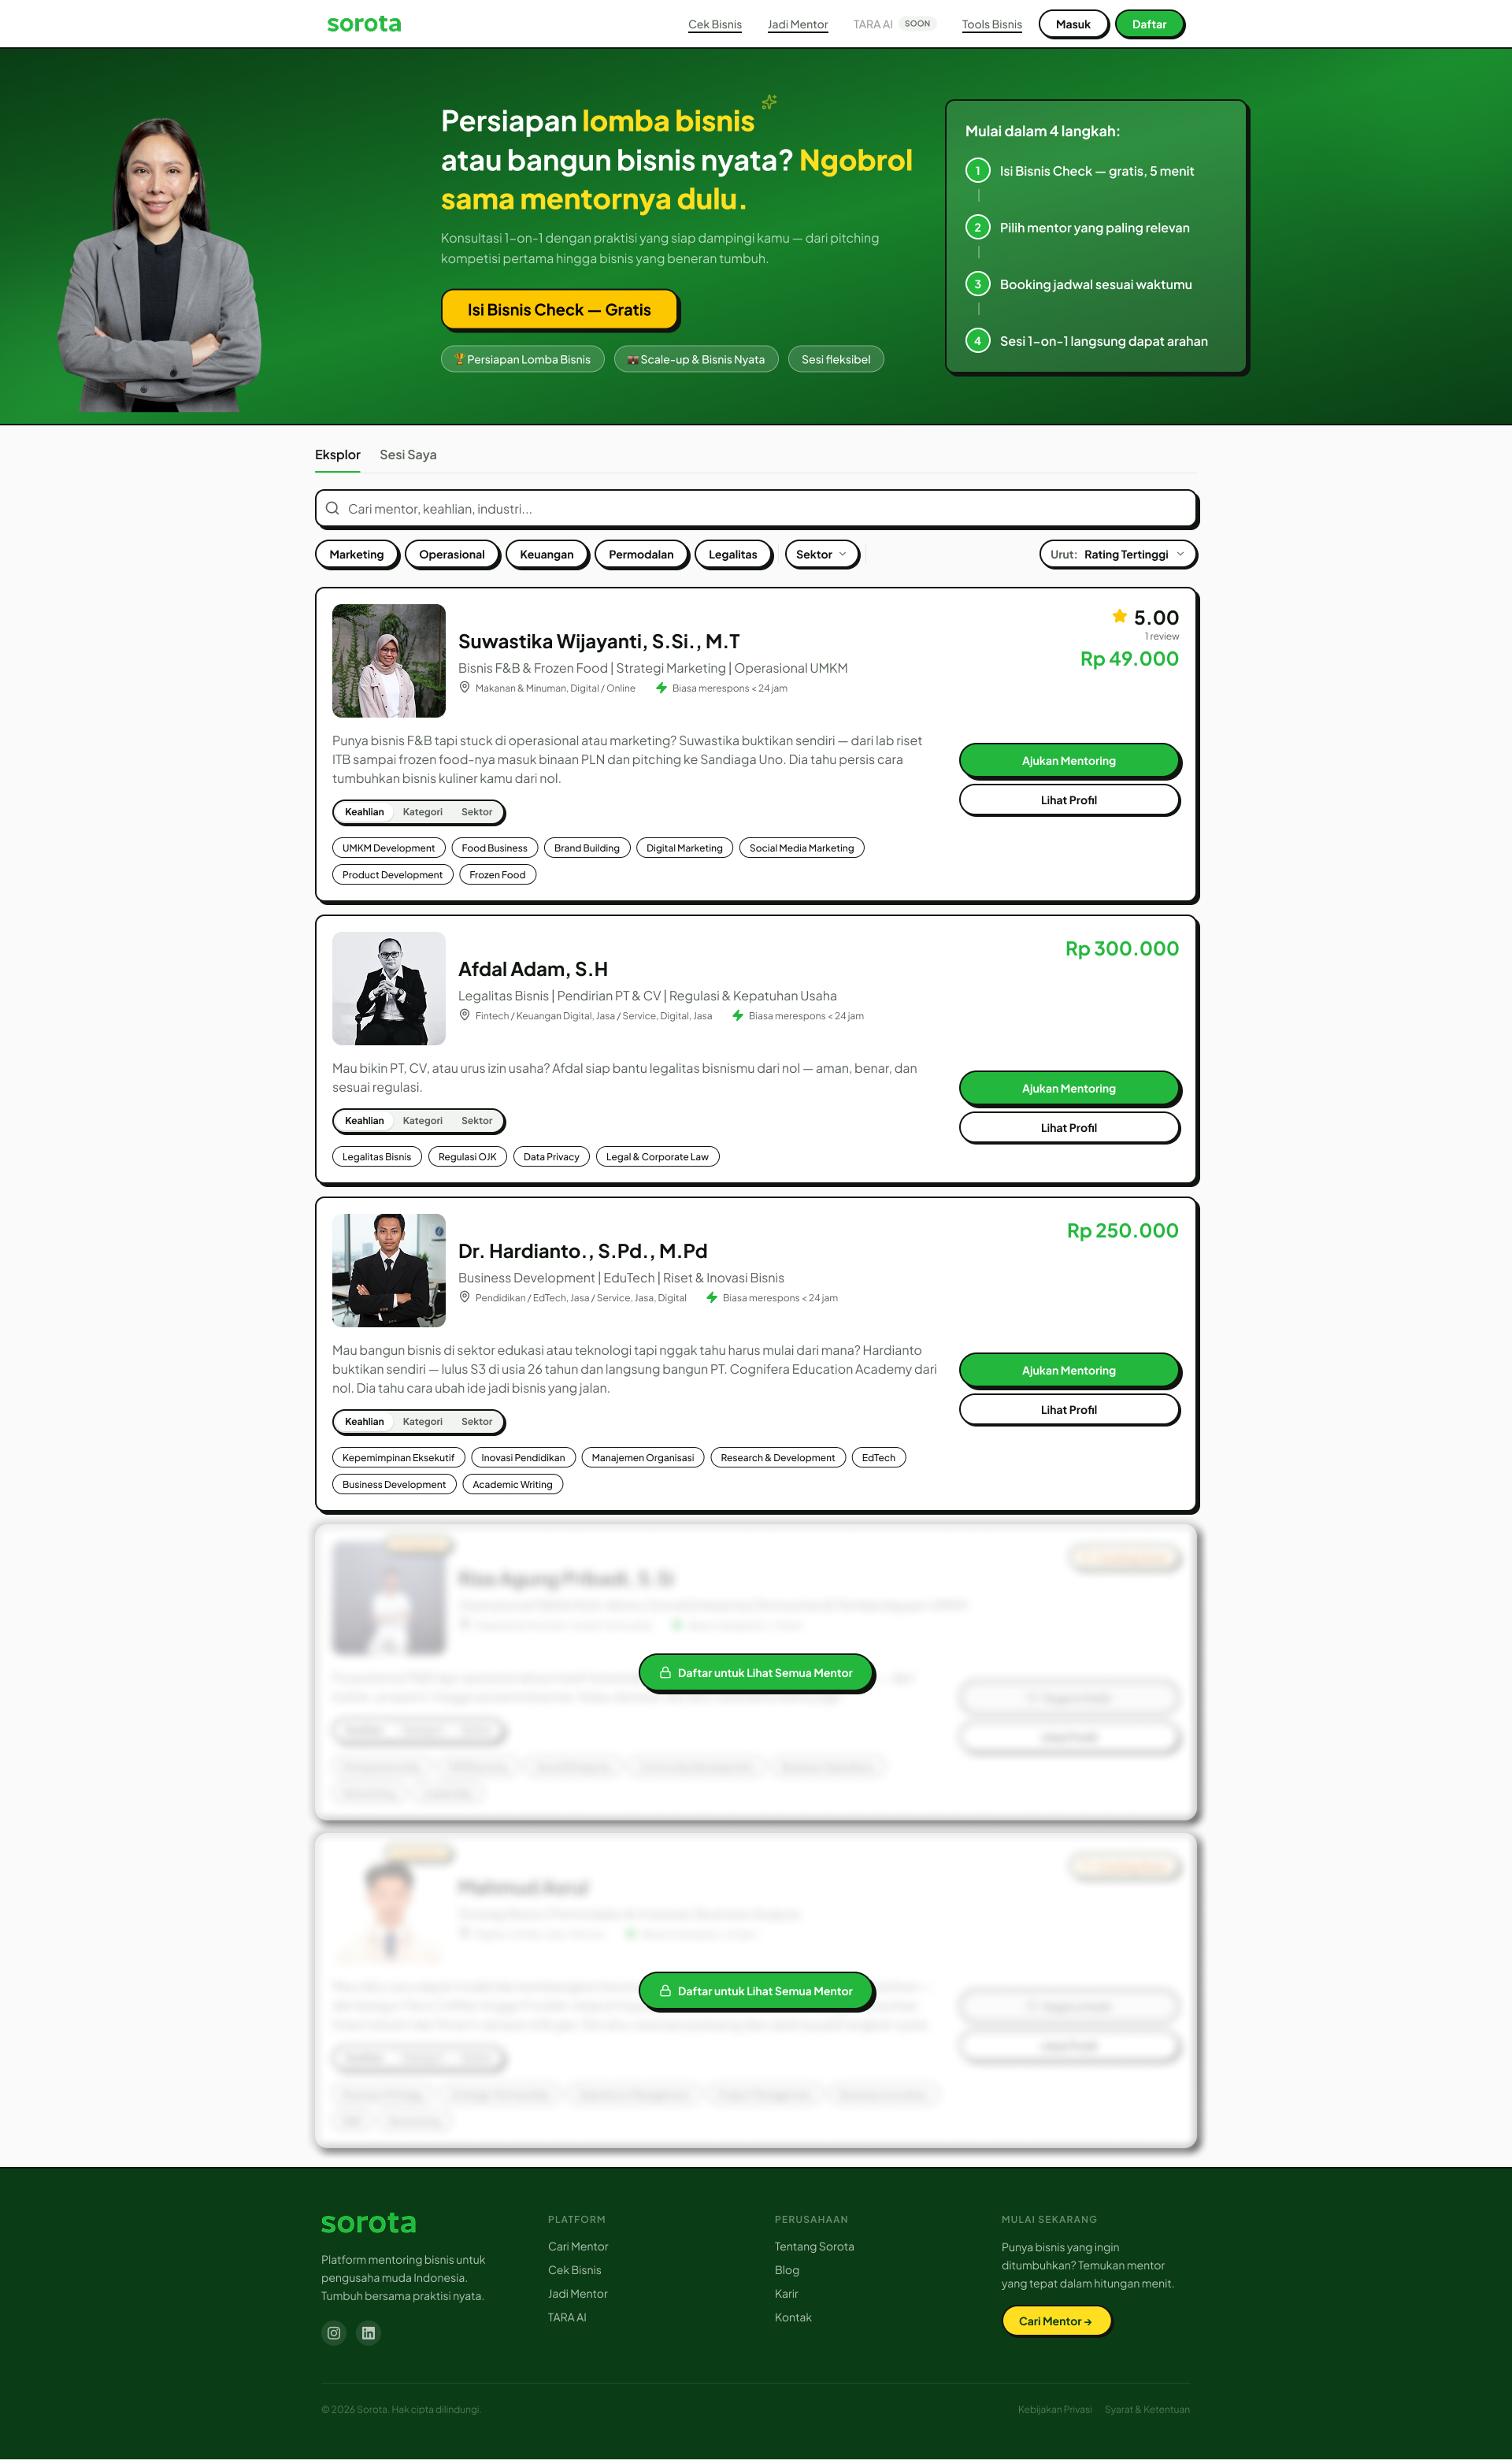 sorota
Cek Bisnis
Jadi Mentor
TARA AI SOON
Tools Bisnis
Masuk
Daftar
Persiapan lomba bisnis
atau bangun bisnis nyata? Ngobrol
sama mentornya dulu.
Konsultasi 1-on-1 dengan praktisi yang siap dampingi kamu — dari pitching
kompetisi pertama hingga bisnis yang beneran tumbuh.
Isi Bisnis Check — Gratis
🏆Persiapan Lomba Bisnis
💼Scale-up & Bisnis Nyata
Sesi fleksibel
Mulai dalam 4 langkah:
1 Isi Bisnis Check — gratis, 5 menit
2 Pilih mentor yang paling relevan
3 Booking jadwal sesuai waktumu
4 Sesi 1-on-1 langsung dapat arahan
Eksplor
Sesi Saya
Cari mentor, keahlian, industri...
Marketing
Operasional
Keuangan
Permodalan
Legalitas
Sektor
Urut: Rating Tertinggi
Suwastika Wijayanti, S.Si., M.T
Bisnis F&B & Frozen Food | Strategi Marketing | Operasional UMKM
Makanan & Minuman, Digital / Online
Biasa merespons < 24 jam
5.00
1 review
Rp 49.000
Punya bisnis F&B tapi stuck di operasional atau marketing? Suwastika buktikan sendiri — dari lab riset
ITB sampai frozen food-nya masuk binaan PLN dan pitching ke Sandiaga Uno. Dia tahu persis cara
tumbuhkan bisnis kuliner kamu dari nol.
Ajukan Mentoring
Lihat Profil
Keahlian
Kategori
Sektor
UMKM Development
Food Business
Brand Building
Digital Marketing
Social Media Marketing
Product Development
Frozen Food
Afdal Adam, S.H
Legalitas Bisnis | Pendirian PT & CV | Regulasi & Kepatuhan Usaha
Fintech / Keuangan Digital, Jasa / Service, Digital, Jasa
Biasa merespons < 24 jam
Rp 300.000
Mau bikin PT, CV, atau urus izin usaha? Afdal siap bantu legalitas bisnismu dari nol — aman, benar, dan
sesuai regulasi.
Ajukan Mentoring
Lihat Profil
Keahlian
Kategori
Sektor
Legalitas Bisnis
Regulasi OJK
Data Privacy
Legal & Corporate Law
Dr. Hardianto., S.Pd., M.Pd
Business Development | EduTech | Riset & Inovasi Bisnis
Pendidikan / EdTech, Jasa / Service, Jasa, Digital
Biasa merespons < 24 jam
Rp 250.000
Mau bangun bisnis di sektor edukasi atau teknologi tapi nggak tahu harus mulai dari mana? Hardianto
buktikan sendiri — lulus S3 di usia 26 tahun dan langsung bangun PT. Cognifera Education Academy dari
nol. Dia tahu cara ubah ide jadi bisnis yang jalan.
Ajukan Mentoring
Lihat Profil
Keahlian
Kategori
Sektor
Kepemimpinan Eksekutif
Inovasi Pendidikan
Manajemen Organisasi
Research & Development
EdTech
Business Development
Academic Writing
Daftar untuk Lihat Semua Mentor
Daftar untuk Lihat Semua Mentor
sorota
Platform mentoring bisnis untuk
pengusaha muda Indonesia.
Tumbuh bersama praktisi nyata.
PLATFORM
Cari Mentor
Cek Bisnis
Jadi Mentor
TARA AI
PERUSAHAAN
Tentang Sorota
Blog
Karir
Kontak
MULAI SEKARANG
Punya bisnis yang ingin
ditumbuhkan? Temukan mentor
yang tepat dalam hitungan menit.
Cari Mentor →
© 2026 Sorota. Hak cipta dilindungi.
Kebijakan Privasi
Syarat & Ketentuan